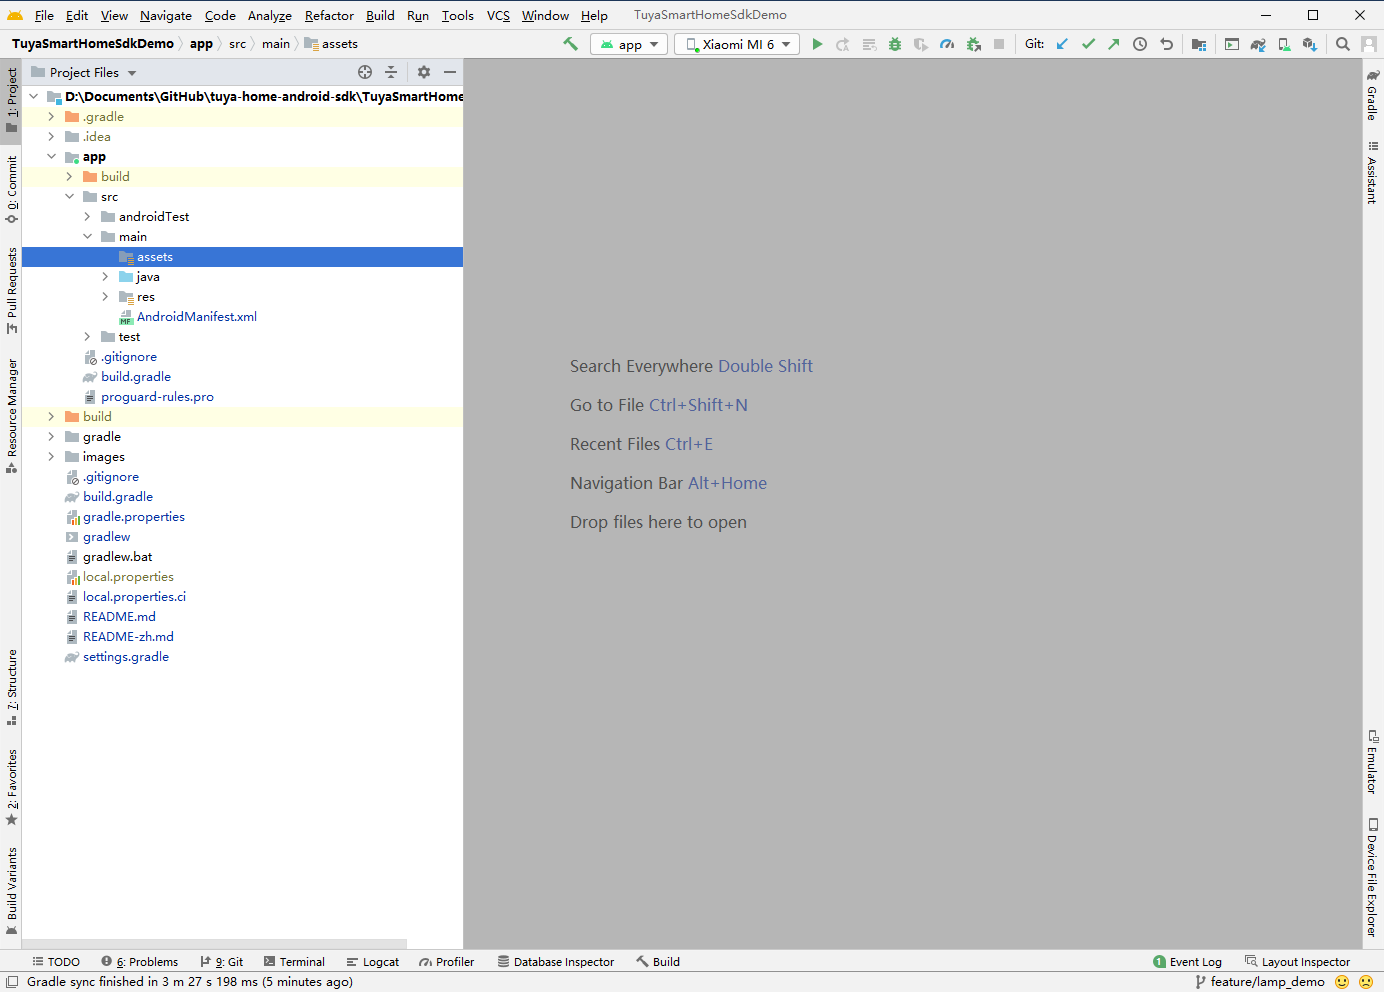 File Edit View Navigate Code Analyze Refactor Build Run Tools VCS Window Help TuyaSmartHomeSdkDemo
TuyaSmartHomeSdkDemo app src main assets app Xiaomi MI 6 Git:
Project Files
D:\Documents\GitHub\tuya-home-android-sdk\TuyaSmartHome
.gradle
.idea
app
build
src
androidTest
main
assets
java
res
AndroidManifest.xml
test
.gitignore
build.gradle
proguard-rules.pro
build
gradle
images
.gitignore
build.gradle
gradle.properties
gradlew
gradlew.bat
local.properties
local.properties.ci
README.md
README-zh.md
settings.gradle
1: Project
0: Commit
Pull Requests
Resource Manager
7: Structure
2: Favorites
Build Variants
Search Everywhere Double Shift
Go to File Ctrl+Shift+N
Recent Files Ctrl+E
Navigation Bar Alt+Home
Drop files here to open
Gradle
Assistant
Emulator
Device File Explorer
TODO 6: Problems 9: Git Terminal Logcat Profiler Database Inspector Build 1 Event Log Layout Inspector
Gradle sync finished in 3 m 27 s 198 ms (5 minutes ago) feature/lamp_demo